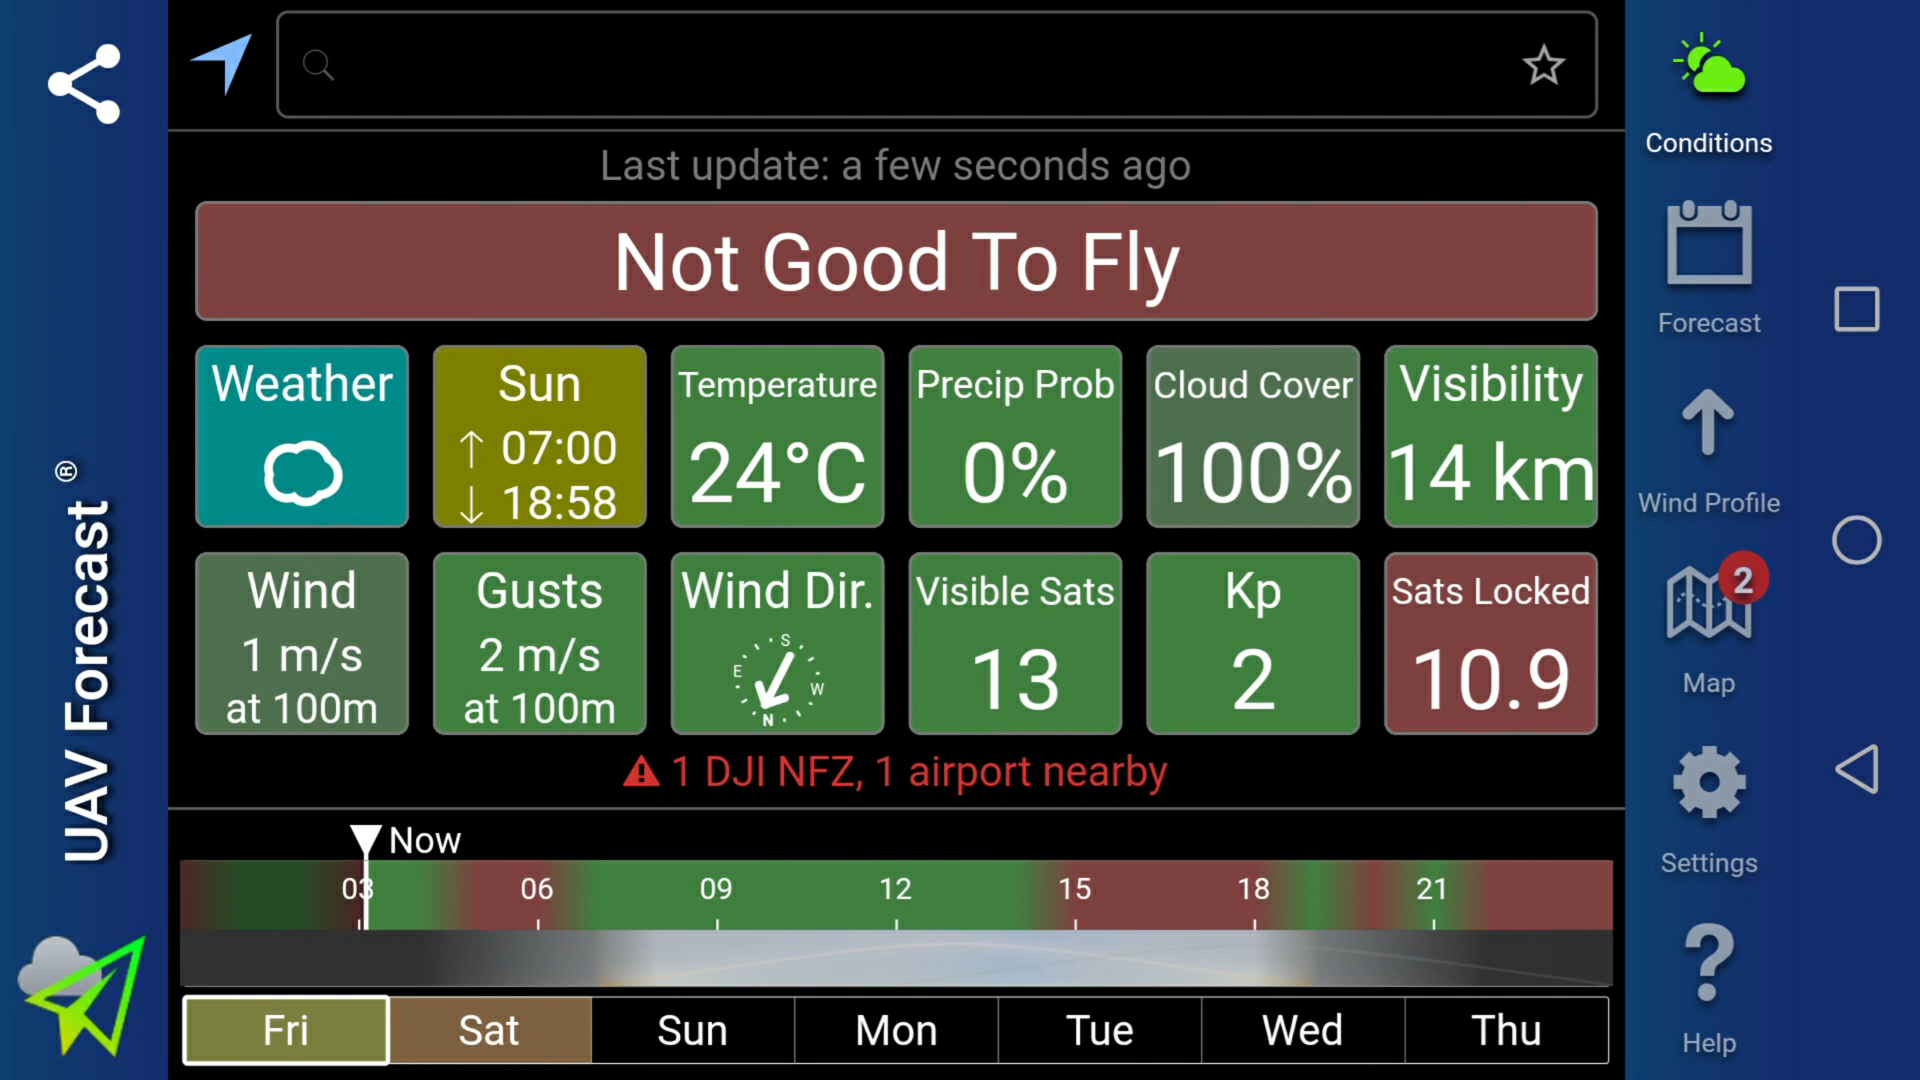 Last update: a few seconds ago
Not Good To Fly
Weather
Sun
↑ 07:00
↓ 18:58
Temperature
24°C
Precip Prob
0%
Cloud Cover
100%
Visibility
14 km
Wind
1 m/s
at 100m
Gusts
2 m/s
at 100m
Wind Dir.
S
E
W
N
Visible Sats
13
Kp
2
Sats Locked
10.9
1 DJI NFZ, 1 airport nearby
Now
03 06 09 12 15 18 21
Fri Sat Sun Mon Tue Wed Thu
UAV Forecast®
Conditions
Forecast
Wind Profile
2
Map
Settings
Help